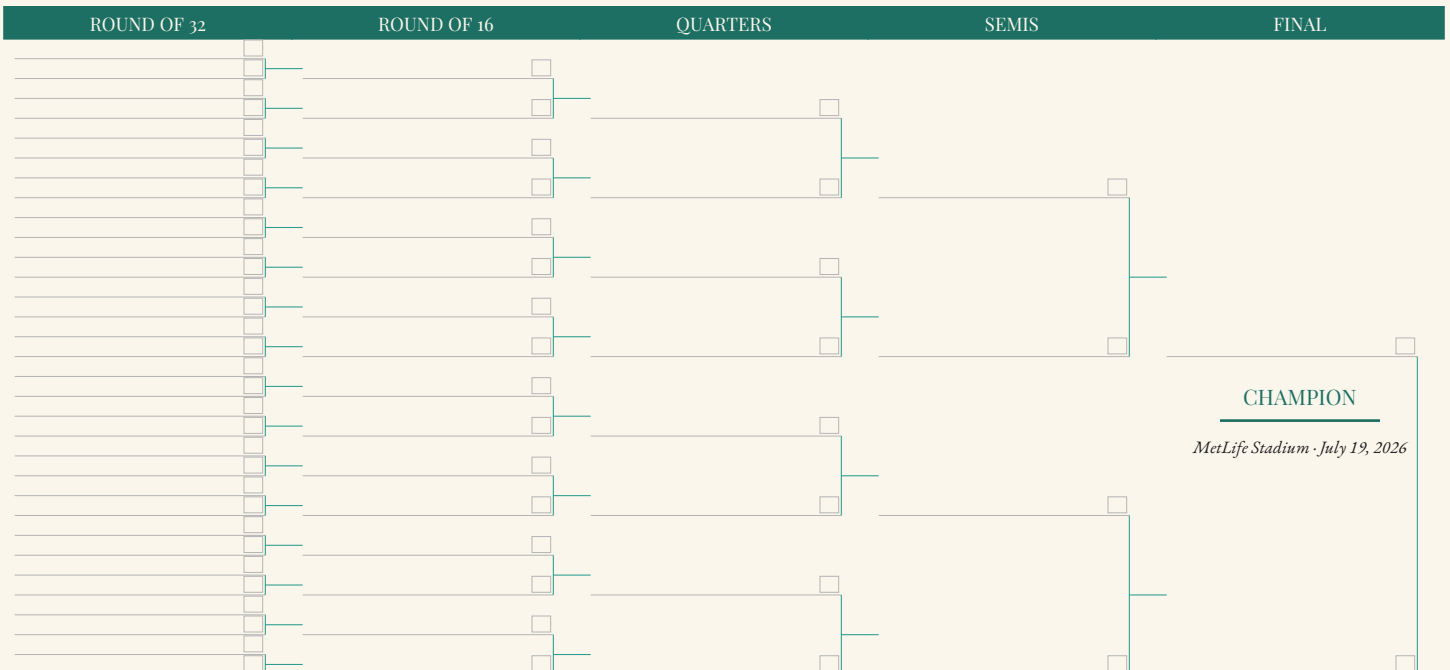 ROUND OF 32
ROUND OF 16
QUARTERS
SEMIS
FINAL
CHAMPION
MetLife Stadium · July 19, 2026